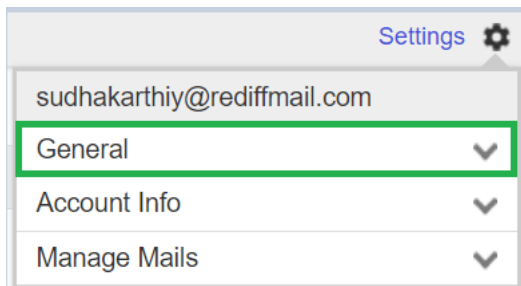 Settings
sudhakarthiy@rediffmail.com
General
Account Info
Manage Mails